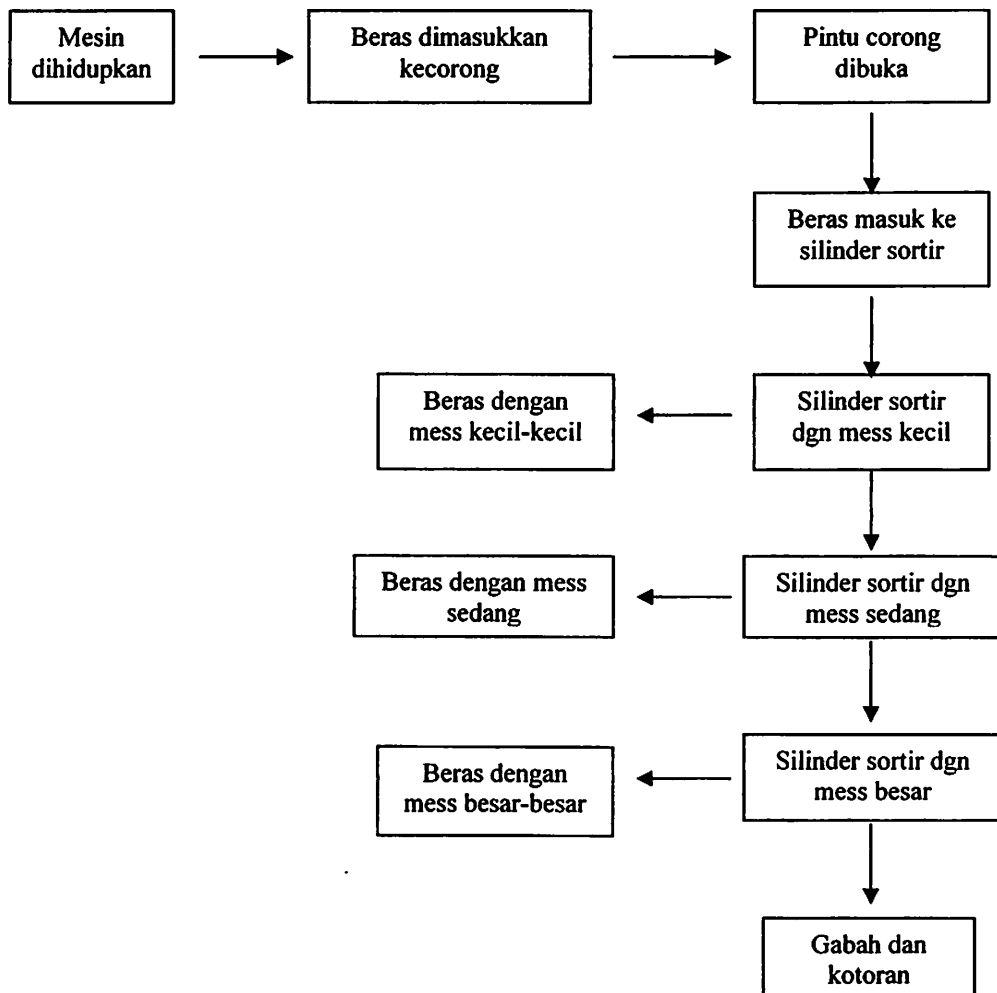 Mesin
dihidupkan
Beras dimasukkan
kecorong
Pintu corong
dibuka
Beras masuk ke
silinder sortir
Silinder sortir
dgn mess kecil
Beras dengan
mess kecil-kecil
Silinder sortir dgn
mess sedang
Beras dengan mess
sedang
Silinder sortir dgn
mess besar
Beras dengan
mess besar-besar
Gabah dan
kotoran